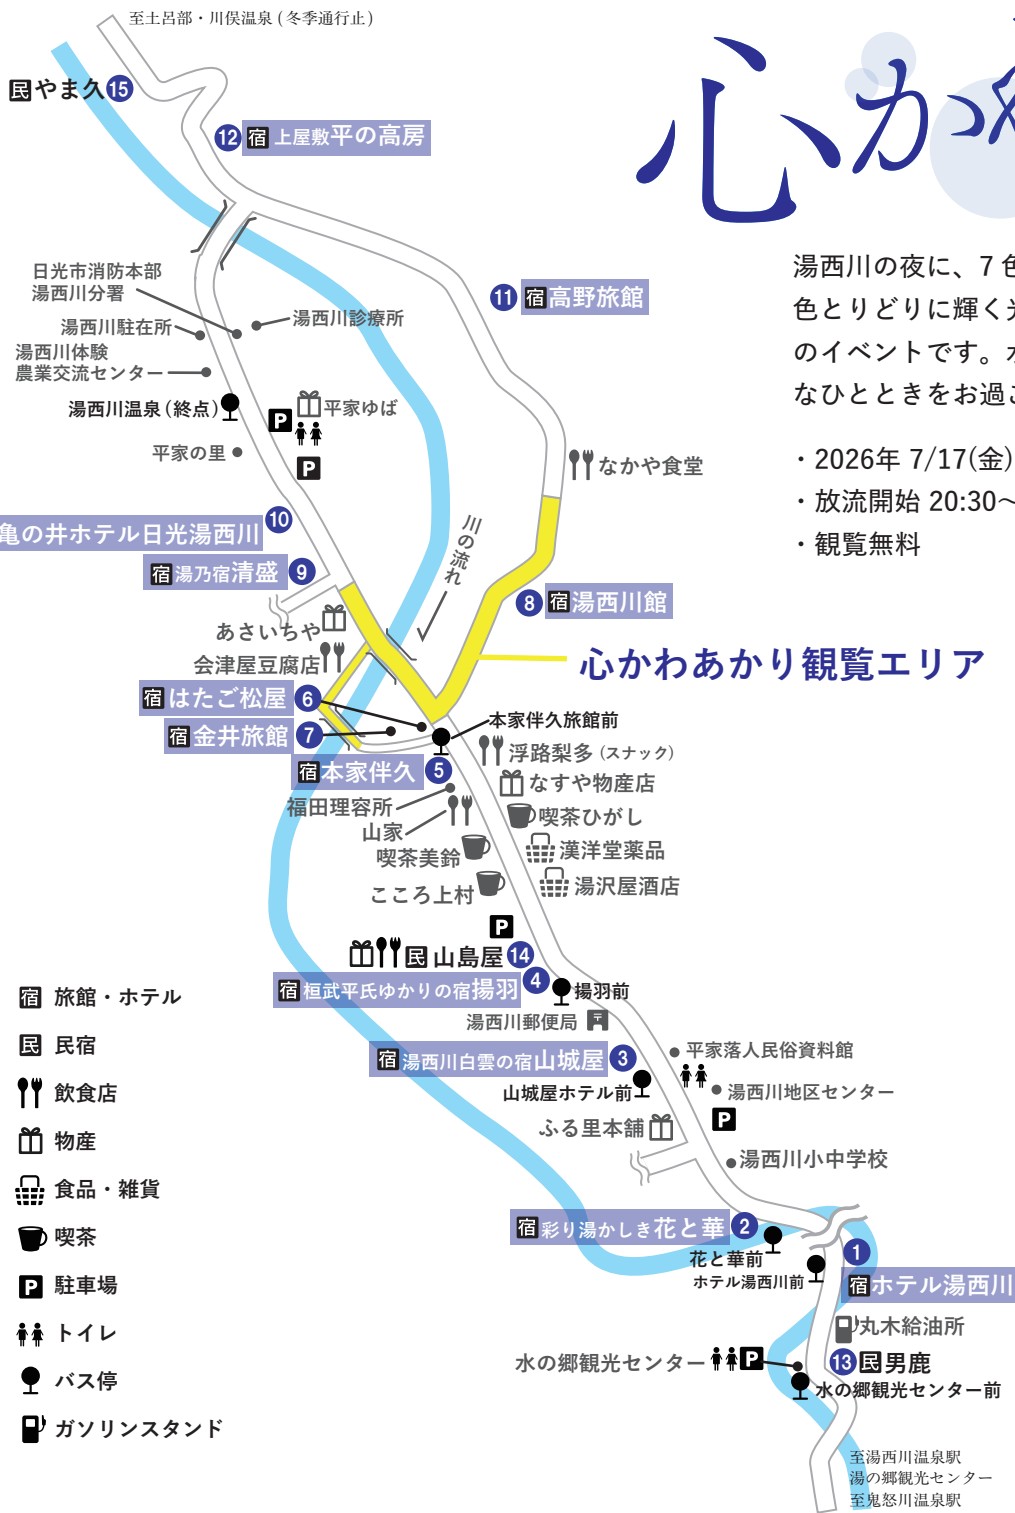 至土呂部・川俣温泉 (冬季通行止)
心か
民 やま久 15
12 宿 上屋敷平の高房
湯西川の夜に、7色
色とりどりに輝く光
のイベントです。
なひとときをお過ご
・2026年 7/17(金)
・放流開始 20:30〜
・観覧無料
日光市消防本部
湯西川分署
湯西川駐在所
湯西川診療所
湯西川体験
農業交流センター
湯西川温泉(終点)
P
平家ゆば
平家の里
P
11 宿 高野旅館
なかや食堂
亀の井ホテル日光湯西川 10
宿 湯乃宿清盛 9
川の流れ
8 宿 湯西川館
あさいちや
会津屋豆腐店
心かわあかり観覧エリア
宿 はたご松屋 6
宿 金井旅館 7
本家伴久旅館前
宿 本家伴久 5
浮路梨多 (スナック)
なすや物産店
福田理容所
喫茶ひがし
山家
喫茶美鈴
漢洋堂薬品
こころ上村
湯沢屋酒店
P
民 山島屋 14
宿 桓武平氏ゆかりの宿揚羽 4
揚羽前
湯西川郵便局 〒
宿 湯西川白雲の宿山城屋 3
平家落人民俗資料館
山城屋ホテル前
湯西川地区センター
P
ふる里本舗
湯西川小中学校
宿 彩り湯かしき花と華 2
花と華前
ホテル湯西川前
1
宿 ホテル湯西川
丸木給油所
水の郷観光センター P
13 民 男鹿
水の郷観光センター前
至湯西川温泉駅
湯の郷観光センター
至鬼怒川温泉駅
宿 旅館・ホテル
民 民宿
飲食店
物産
食品・雑貨
喫茶
P 駐車場
トイレ
バス停
ガソリンスタンド